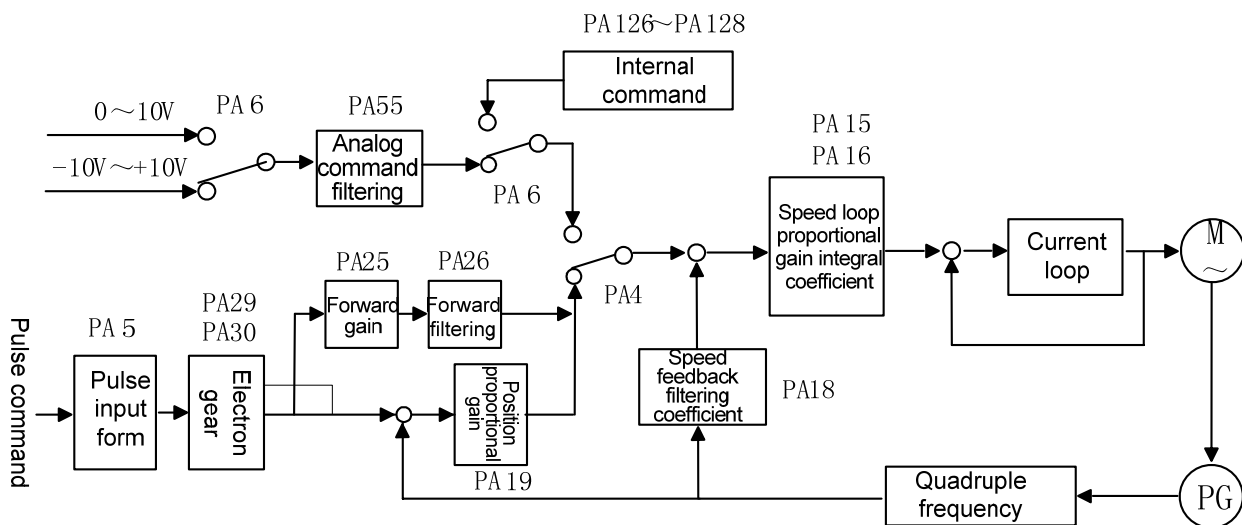 PA126～PA128
Internal
command
0～10V
PA6
PA55
-10V～+10V
Analog
command
filtering
PA6
PA15
PA16
Speed loop
proportional
gain integral
coefficient
Current
loop
M
~
PA25
PA26
PA4
Forward
gain
Forward
filtering
PA29
PA30
PA5
Pulse command
Pulse
input
form
Electron
gear
Position
proportional
gain
PA19
Speed
feedback
filtering
coefficient
PA18
Quadruple
frequency
PG